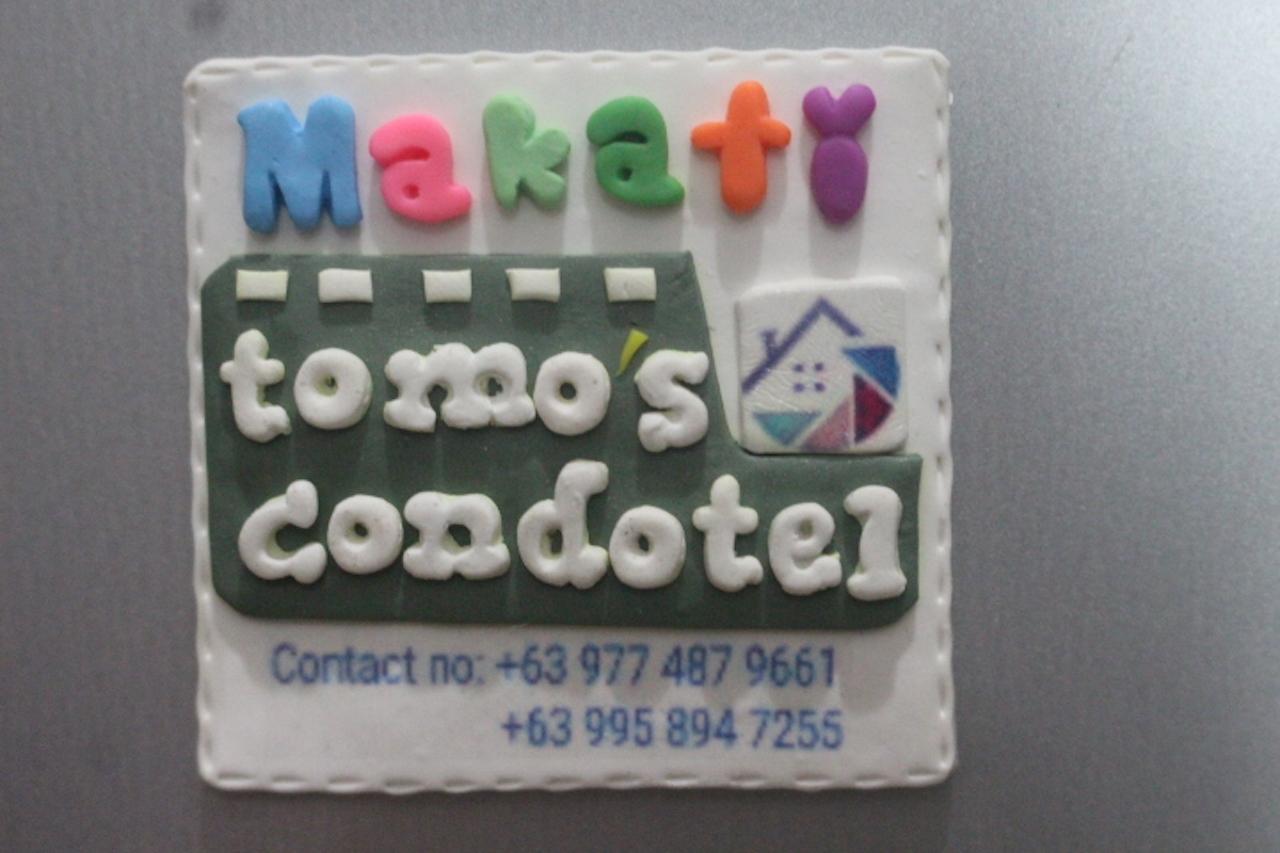 Makati
tomo's
condotel
Contact no: +63 977 487 9661
+63 995 894 7255